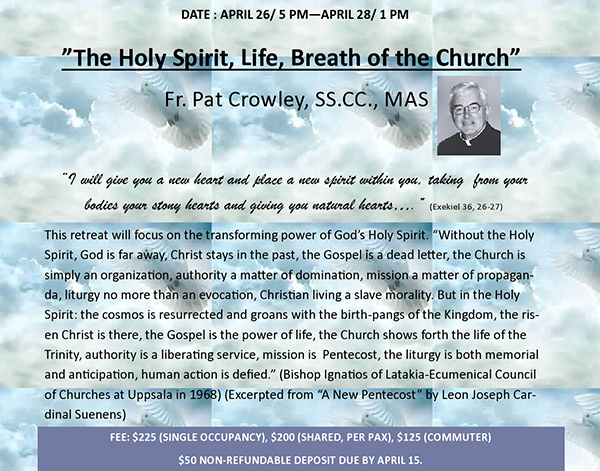 DATE : APRIL 26/ 5 PM—APRIL 28/ 1 PM
”The Holy Spirit, Life, Breath of the Church”
Fr. Pat Crowley, SS.CC., MAS
“I will give you a new heart and place a new spirit within you, taking from your
bodies your stony hearts and giving you natural hearts…. ” (Exekiel 36, 26-27)
This retreat will focus on the transforming power of God’s Holy Spirit. “Without the Holy
Spirit, God is far away, Christ stays in the past, the Gospel is a dead letter, the Church is
simply an organization, authority a matter of domination, mission a matter of propagan-
da, liturgy no more than an evocation, Christian living a slave morality. But in the Holy
Spirit: the cosmos is resurrected and groans with the birth-pangs of the Kingdom, the ris-
en Christ is there, the Gospel is the power of life, the Church shows forth the life of the
Trinity, authority is a liberating service, mission is Pentecost, the liturgy is both memorial
and anticipation, human action is defied.” (Bishop Ignatios of Latakia-Ecumenical Council
of Churches at Uppsala in 1968) (Excerpted from “A New Pentecost” by Leon Joseph Car-
dinal Suenens)
FEE: $225 (SINGLE OCCUPANCY), $200 (SHARED, PER PAX), $125 (COMMUTER)
$50 NON-REFUNDABLE DEPOSIT DUE BY APRIL 15.